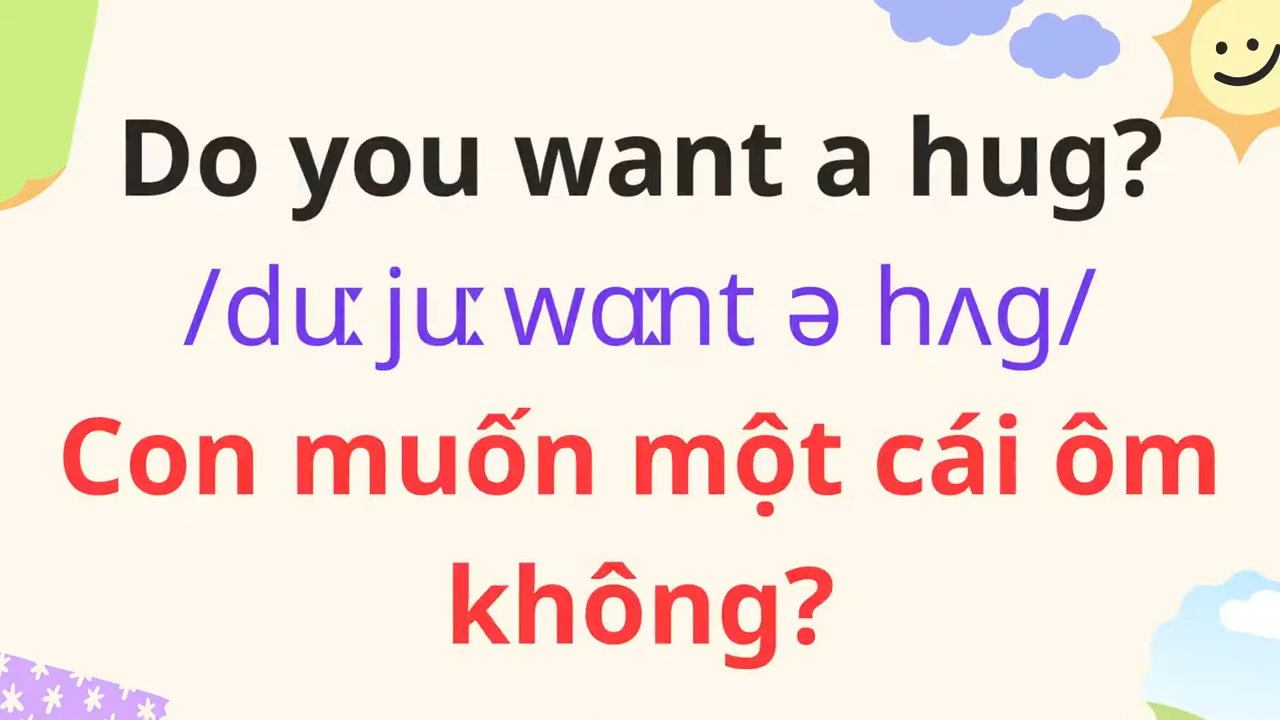 Do you want a hug?
/duː juː wɑːnt ə hʌg/
Con muốn một cái ôm
không?